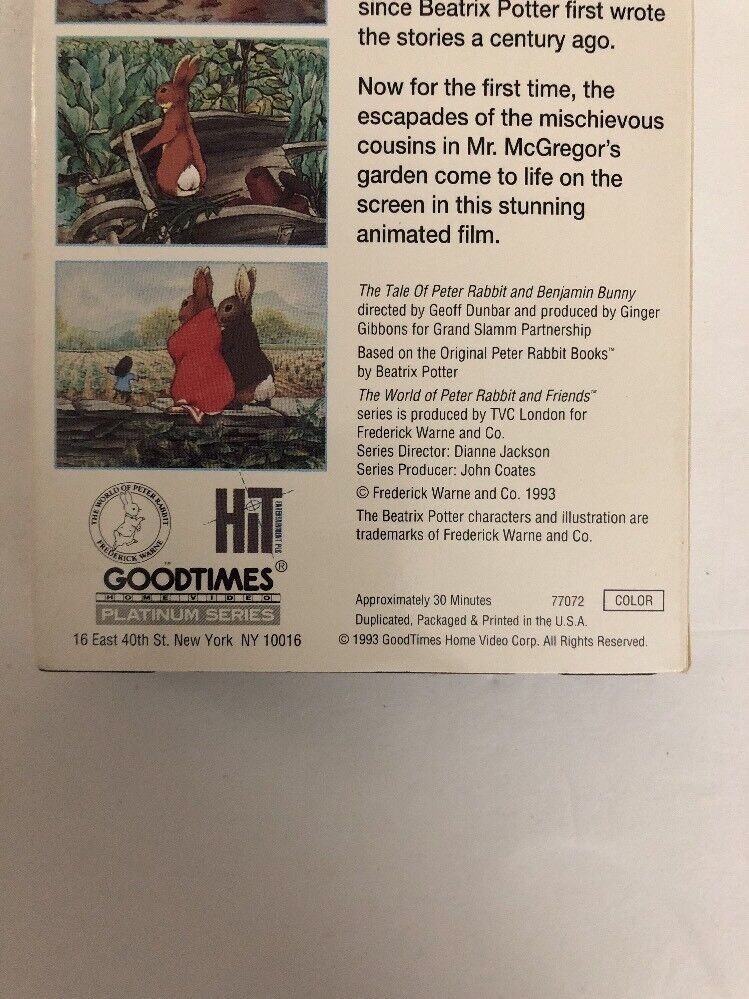 since Beatrix Potter first wrote
the stories a century ago.
Now for the first time, the
escapades of the mischievous
cousins in Mr. McGregor's
garden come to life on the
screen in this stunning
animated film.
The Tale Of Peter Rabbit and Benjamin Bunny
directed by Geoff Dunbar and produced by Ginger
Gibbons for Grand Slamm Partnership
Based on the Original Peter Rabbit Books™
by Beatrix Potter
The World of Peter Rabbit and Friends™
series is produced by TVC London for
Frederick Warne and Co.
Series Director: Dianne Jackson
Series Producer: John Coates
© Frederick Warne and Co. 1993
The Beatrix Potter characters and illustration are
trademarks of Frederick Warne and Co.
THE WORLD OF PETER RABBIT
FREDERICK WARNE
HiT
ENTERTAINMENT PLC
GOODTIMES®
HOME VIDEO
PLATINUM SERIES
16 East 40th St. New York NY 10016
Approximately 30 Minutes 77072 COLOR
Duplicated, Packaged & Printed in the U.S.A.
© 1993 GoodTimes Home Video Corp. All Rights Reserved.